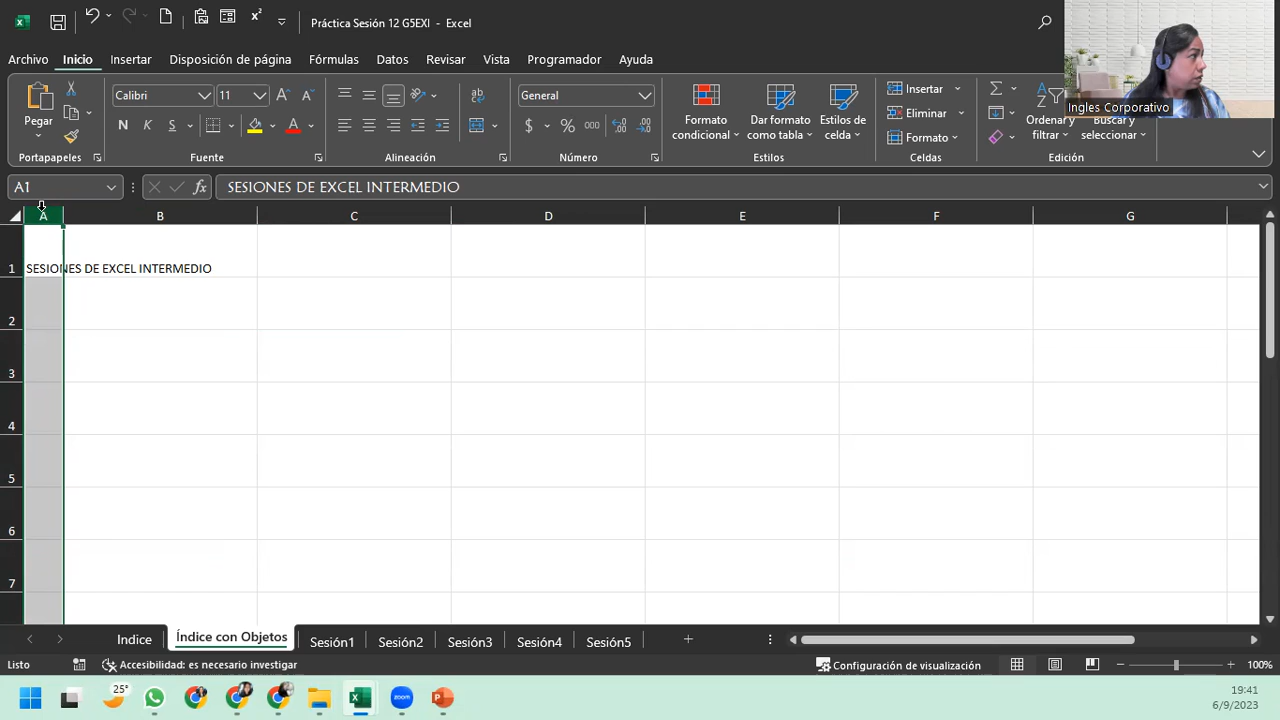 Práctica Sesión 12 G5EXI - Excel
Archivo Inicio Insertar Disposición de página Fórmulas Ayuda
Pegar
Portapapeles
Calibri 11
N K S
Fuente
Alineación
General
$ % 000
Número
Formato condicional
Dar formato como tabla
Estilos de celda
Estilos
Insertar
Eliminar
Formato
Celdas
Ordenar y filtrar
Buscar y seleccionar
Edición
Ingles Corporativo
A1 fx SESIONES DE EXCEL INTERMEDIO
A B C D E F G
1 SESIONES DE EXCEL INTERMEDIO
2
3
4
5
6
7
Indice Índice con Objetos Sesión1 Sesión2 Sesión3 Sesión4 Sesión5
Listo Accesibilidad: es necesario investigar Configuración de visualización 100%
25°
zoom
19:41
6/9/2023